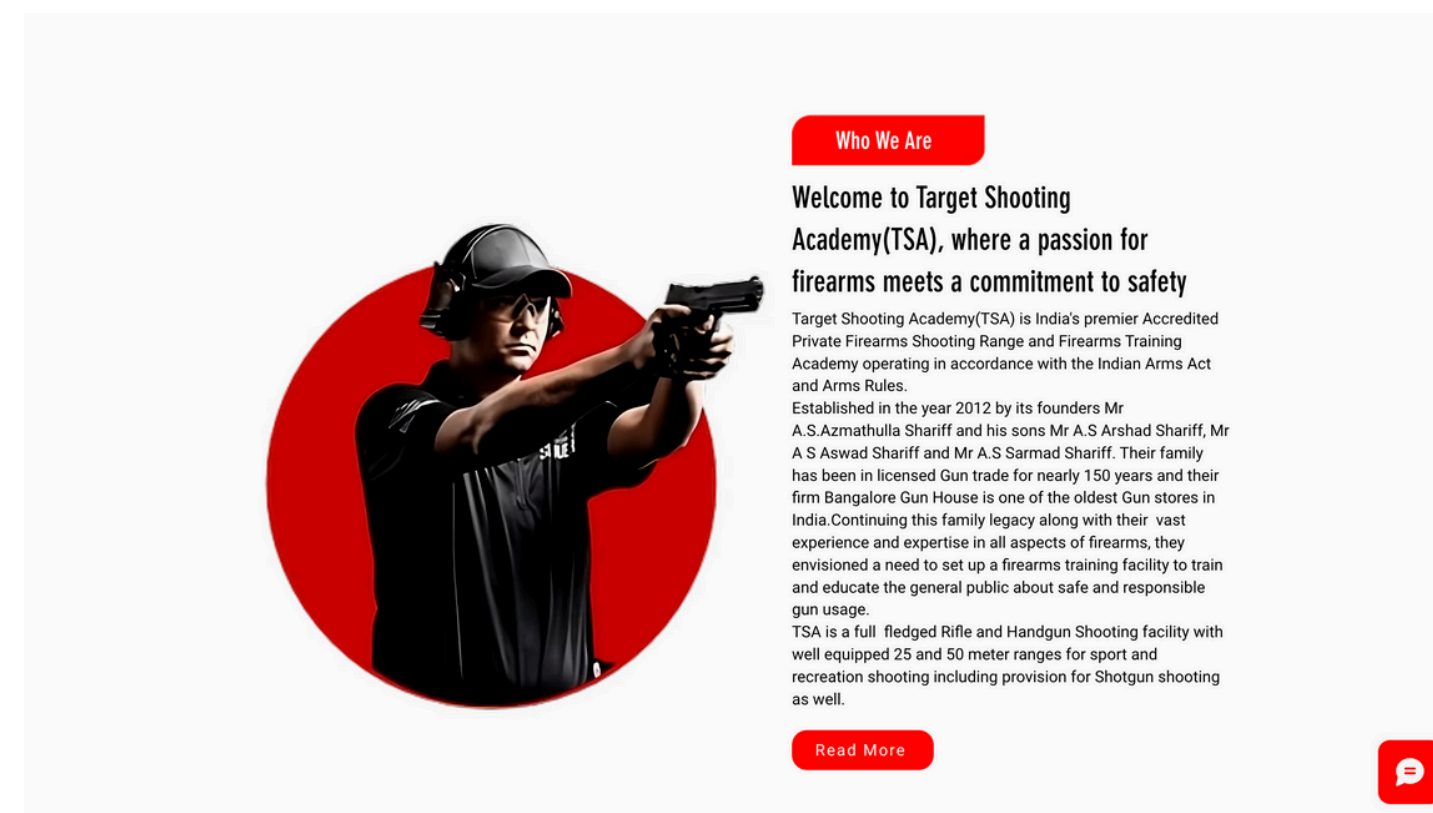 Who We Are
Welcome to Target Shooting
Academy(TSA), where a passion for
firearms meets a commitment to safety
Target Shooting Academy(TSA) is India's premier Accredited
Private Firearms Shooting Range and Firearms Training
Academy operating in accordance with the Indian Arms Act
and Arms Rules.
Established in the year 2012 by its founders Mr
A.S.Azmathulla Shariff and his sons Mr A.S Arshad Shariff, Mr
A S Aswad Shariff and Mr A.S Sarmad Shariff. Their family
has been in licensed Gun trade for nearly 150 years and their
firm Bangalore Gun House is one of the oldest Gun stores in
India.Continuing this family legacy along with their  vast
experience and expertise in all aspects of firearms, they
envisioned a need to set up a firearms training facility to train
and educate the general public about safe and responsible
gun usage.
TSA is a full  fledged Rifle and Handgun Shooting facility with
well equipped 25 and 50 meter ranges for sport and
recreation shooting including provision for Shotgun shooting
as well.
Read More